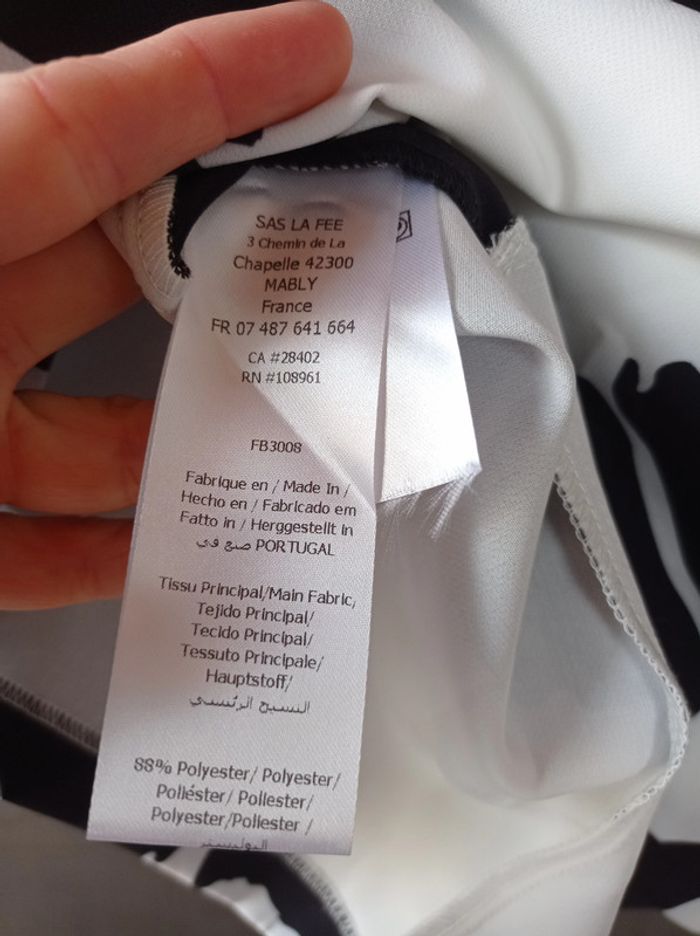 SAS LA FEE
3 Chemin de La
Chapelle 42300
MABLY
France
FR 07 487 641 664
CA #28402
RN #108961
FB3008
Fabrique en / Made In /
Hecho en / Fabricado em
Fatto in / Herggestellt in
صنع في PORTUGAL
Tissu Principal/Main Fabric,
Tejido Principal/
Tecido Principal/
Tessuto Principale/
Hauptstoff/
النسيج الرئسي
88% Polyester/ Polyester/
Poliéster/ Poliester/
Polyester/Poliester /
البوليستر